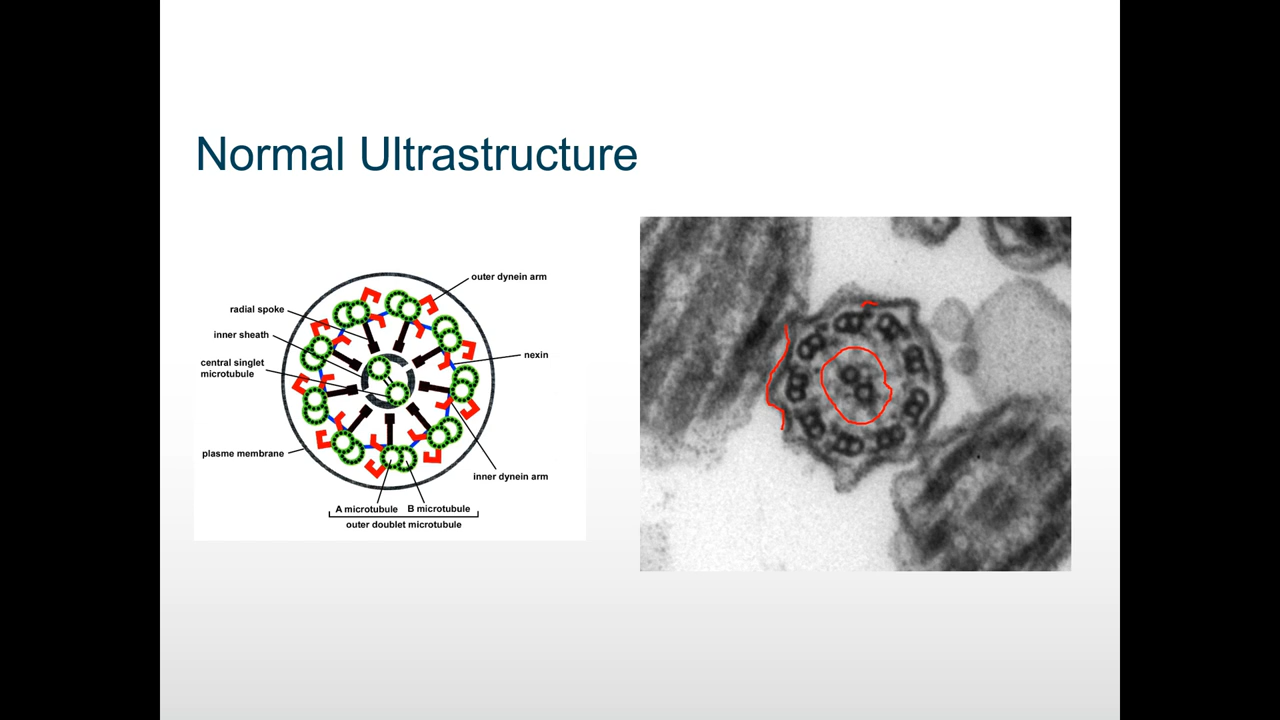 Normal Ultrastructure
outer dynein arm
radial spoke
inner sheath
central singlet
microtubule
nexin
plasme membrane
inner dynein arm
A microtubule B microtubule
outer doublet microtubule